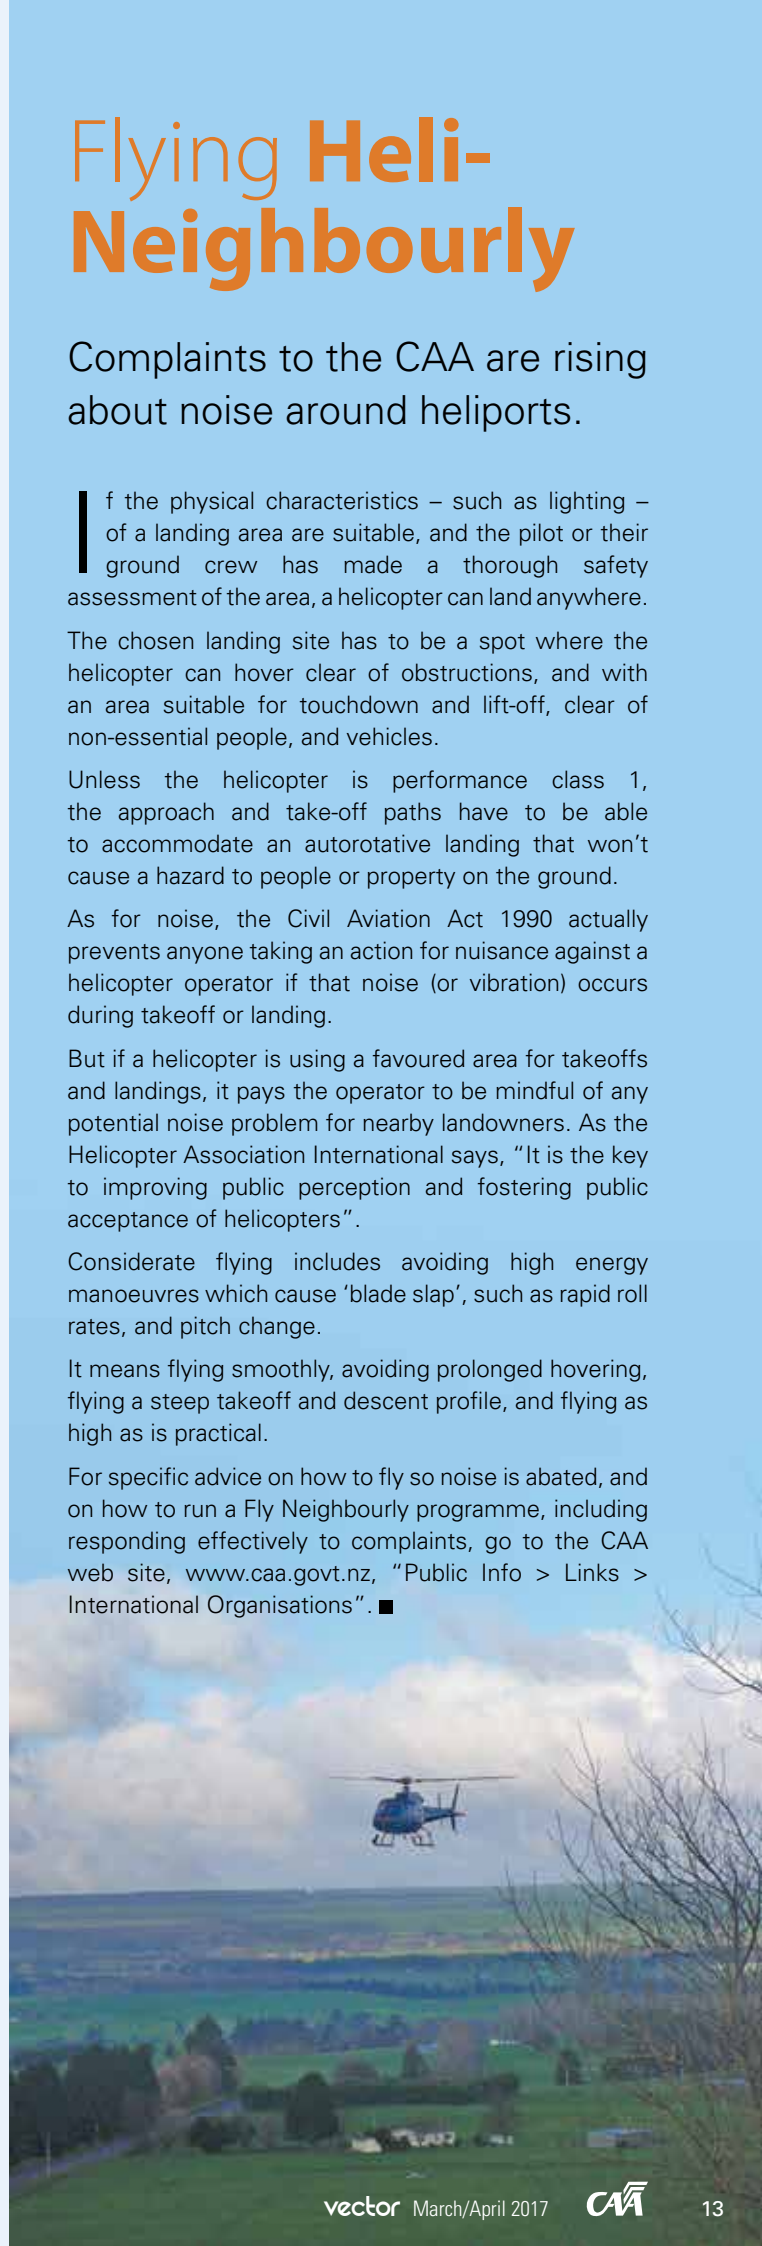 Flying Heli-
Neighbourly
Complaints to the CAA are rising
about noise around heliports.
If the physical characteristics – such as lighting –
of a landing area are suitable, and the pilot or their
ground crew has made a thorough safety
assessment of the area, a helicopter can land anywhere.
The chosen landing site has to be a spot where the
helicopter can hover clear of obstructions, and with
an area suitable for touchdown and lift-off, clear of
non-essential people, and vehicles.
Unless the helicopter is performance class 1,
the approach and take-off paths have to be able
to accommodate an autorotative landing that won’t
cause a hazard to people or property on the ground.
As for noise, the Civil Aviation Act 1990 actually
prevents anyone taking an action for nuisance against a
helicopter operator if that noise (or vibration) occurs
during takeoff or landing.
But if a helicopter is using a favoured area for takeoffs
and landings, it pays the operator to be mindful of any
potential noise problem for nearby landowners. As the
Helicopter Association International says, “It is the key
to improving public perception and fostering public
acceptance of helicopters”.
Considerate flying includes avoiding high energy
manoeuvres which cause ‘blade slap’, such as rapid roll
rates, and pitch change.
It means flying smoothly, avoiding prolonged hovering,
flying a steep takeoff and descent profile, and flying as
high as is practical.
For specific advice on how to fly so noise is abated, and
on how to run a Fly Neighbourly programme, including
responding effectively to complaints, go to the CAA
web site, www.caa.govt.nz, “Public Info > Links >
International Organisations”.
vector March/April 2017 CAA 13